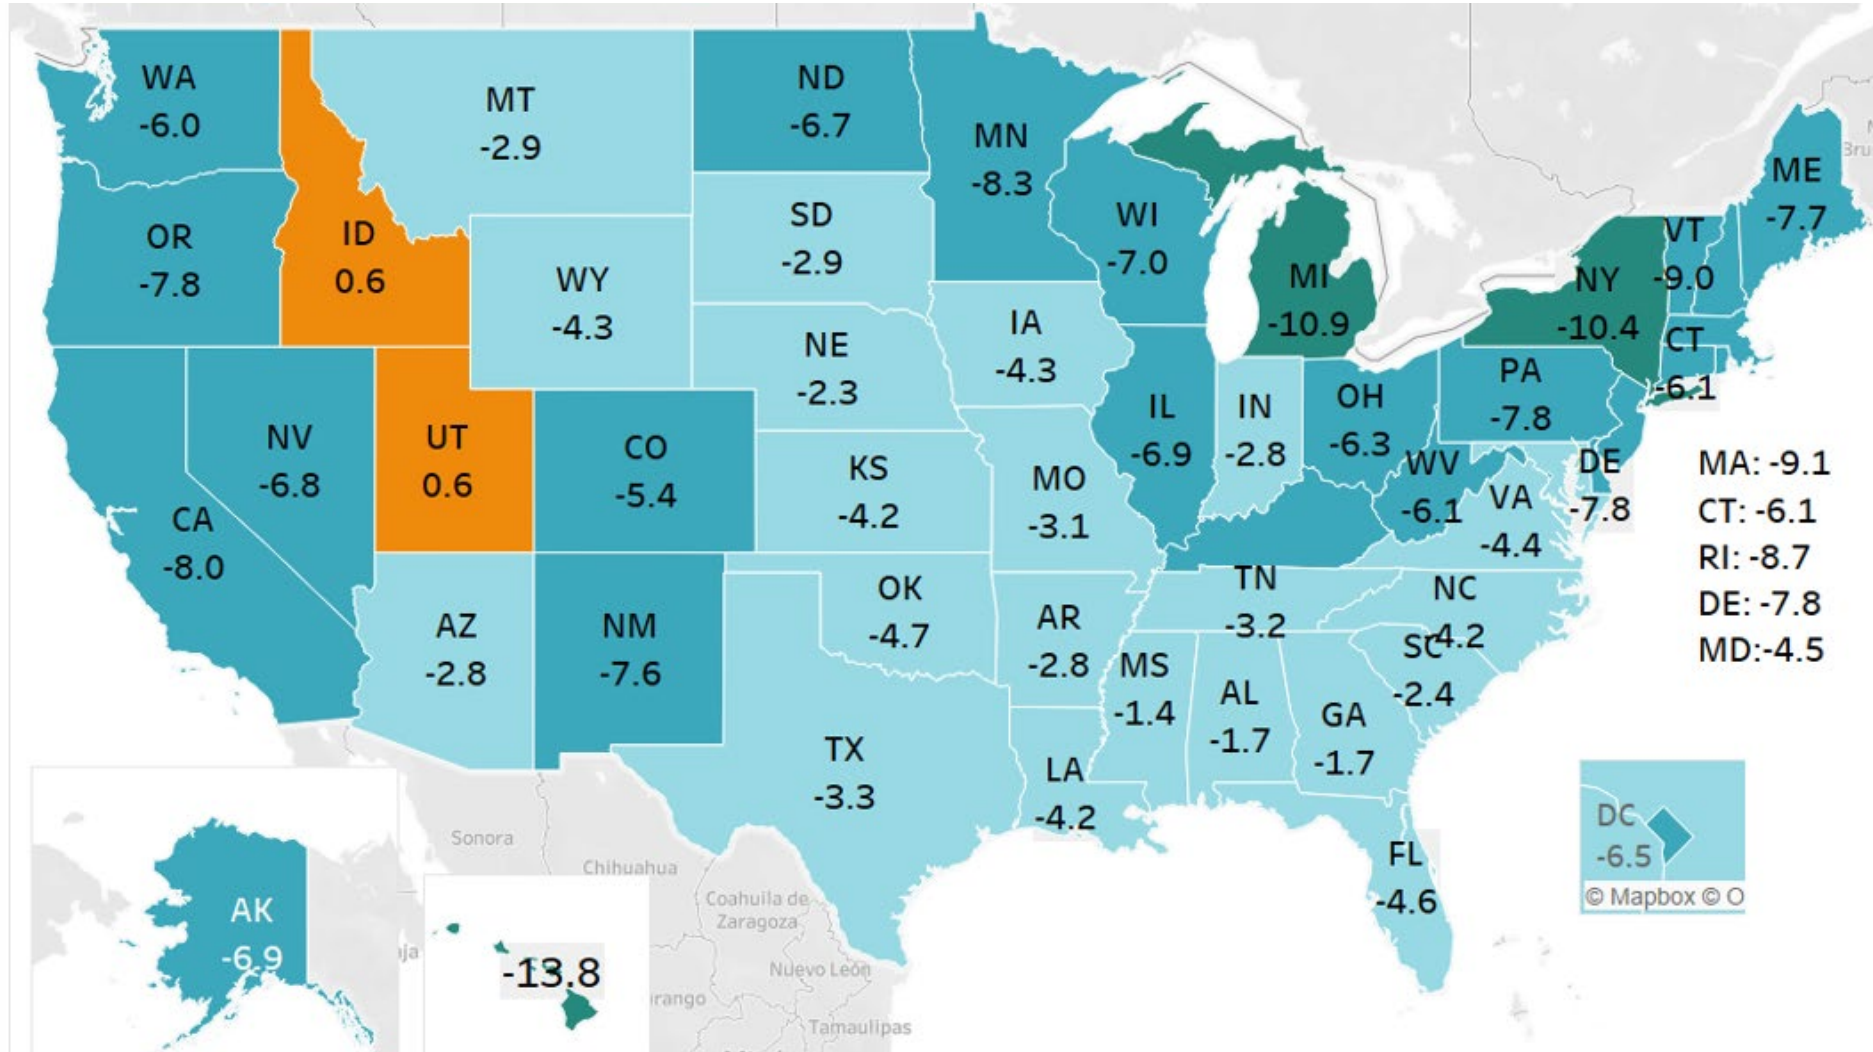 WA
-6.0
MT
-2.9
ND
-6.7
MN
-8.3
ME
-7.7
OR
-7.8
ID
0.6
WY
-4.3
SD
-2.9
WI
-7.0
MI
-10.9
NY
-10.4
VT
-9.0
NE
-2.3
IA
-4.3
CT
-6.1
PA
-7.8
NV
-6.8
UT
0.6
CO
-5.4
IL
-6.9
IN
-2.8
OH
-6.3
CA
-8.0
KS
-4.2
MO
-3.1
WV
-6.1
VA
-4.4
DE
-7.8
MA: -9.1
CT: -6.1
RI: -8.7
DE: -7.8
MD:-4.5
AZ
-2.8
NM
-7.6
OK
-4.7
AR
-2.8
TN
-3.2
NC
-4.2
SC
-2.4
MS
-1.4
AL
-1.7
GA
-1.7
TX
-3.3
LA
-4.2
FL
-4.6
DC
-6.5
© Mapbox © O
AK
-6.9
-13.8
Sonora
Chihuahua
Coahuila de
Zaragoza
Nuevo León
Tamaulipas
Bru
aja
urango